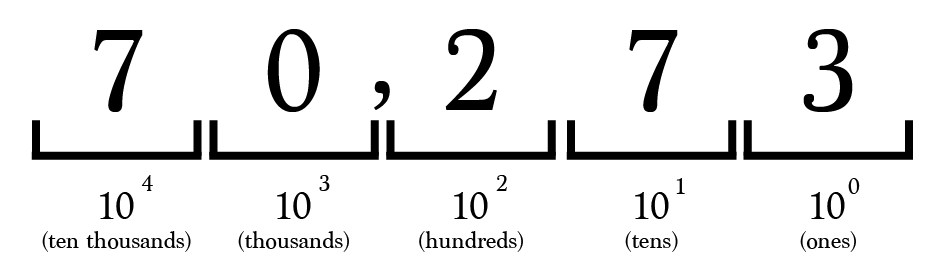 70,273
10^4 10^3 10^2 10^1 10^0
(ten thousands) (thousands) (hundreds) (tens) (ones)